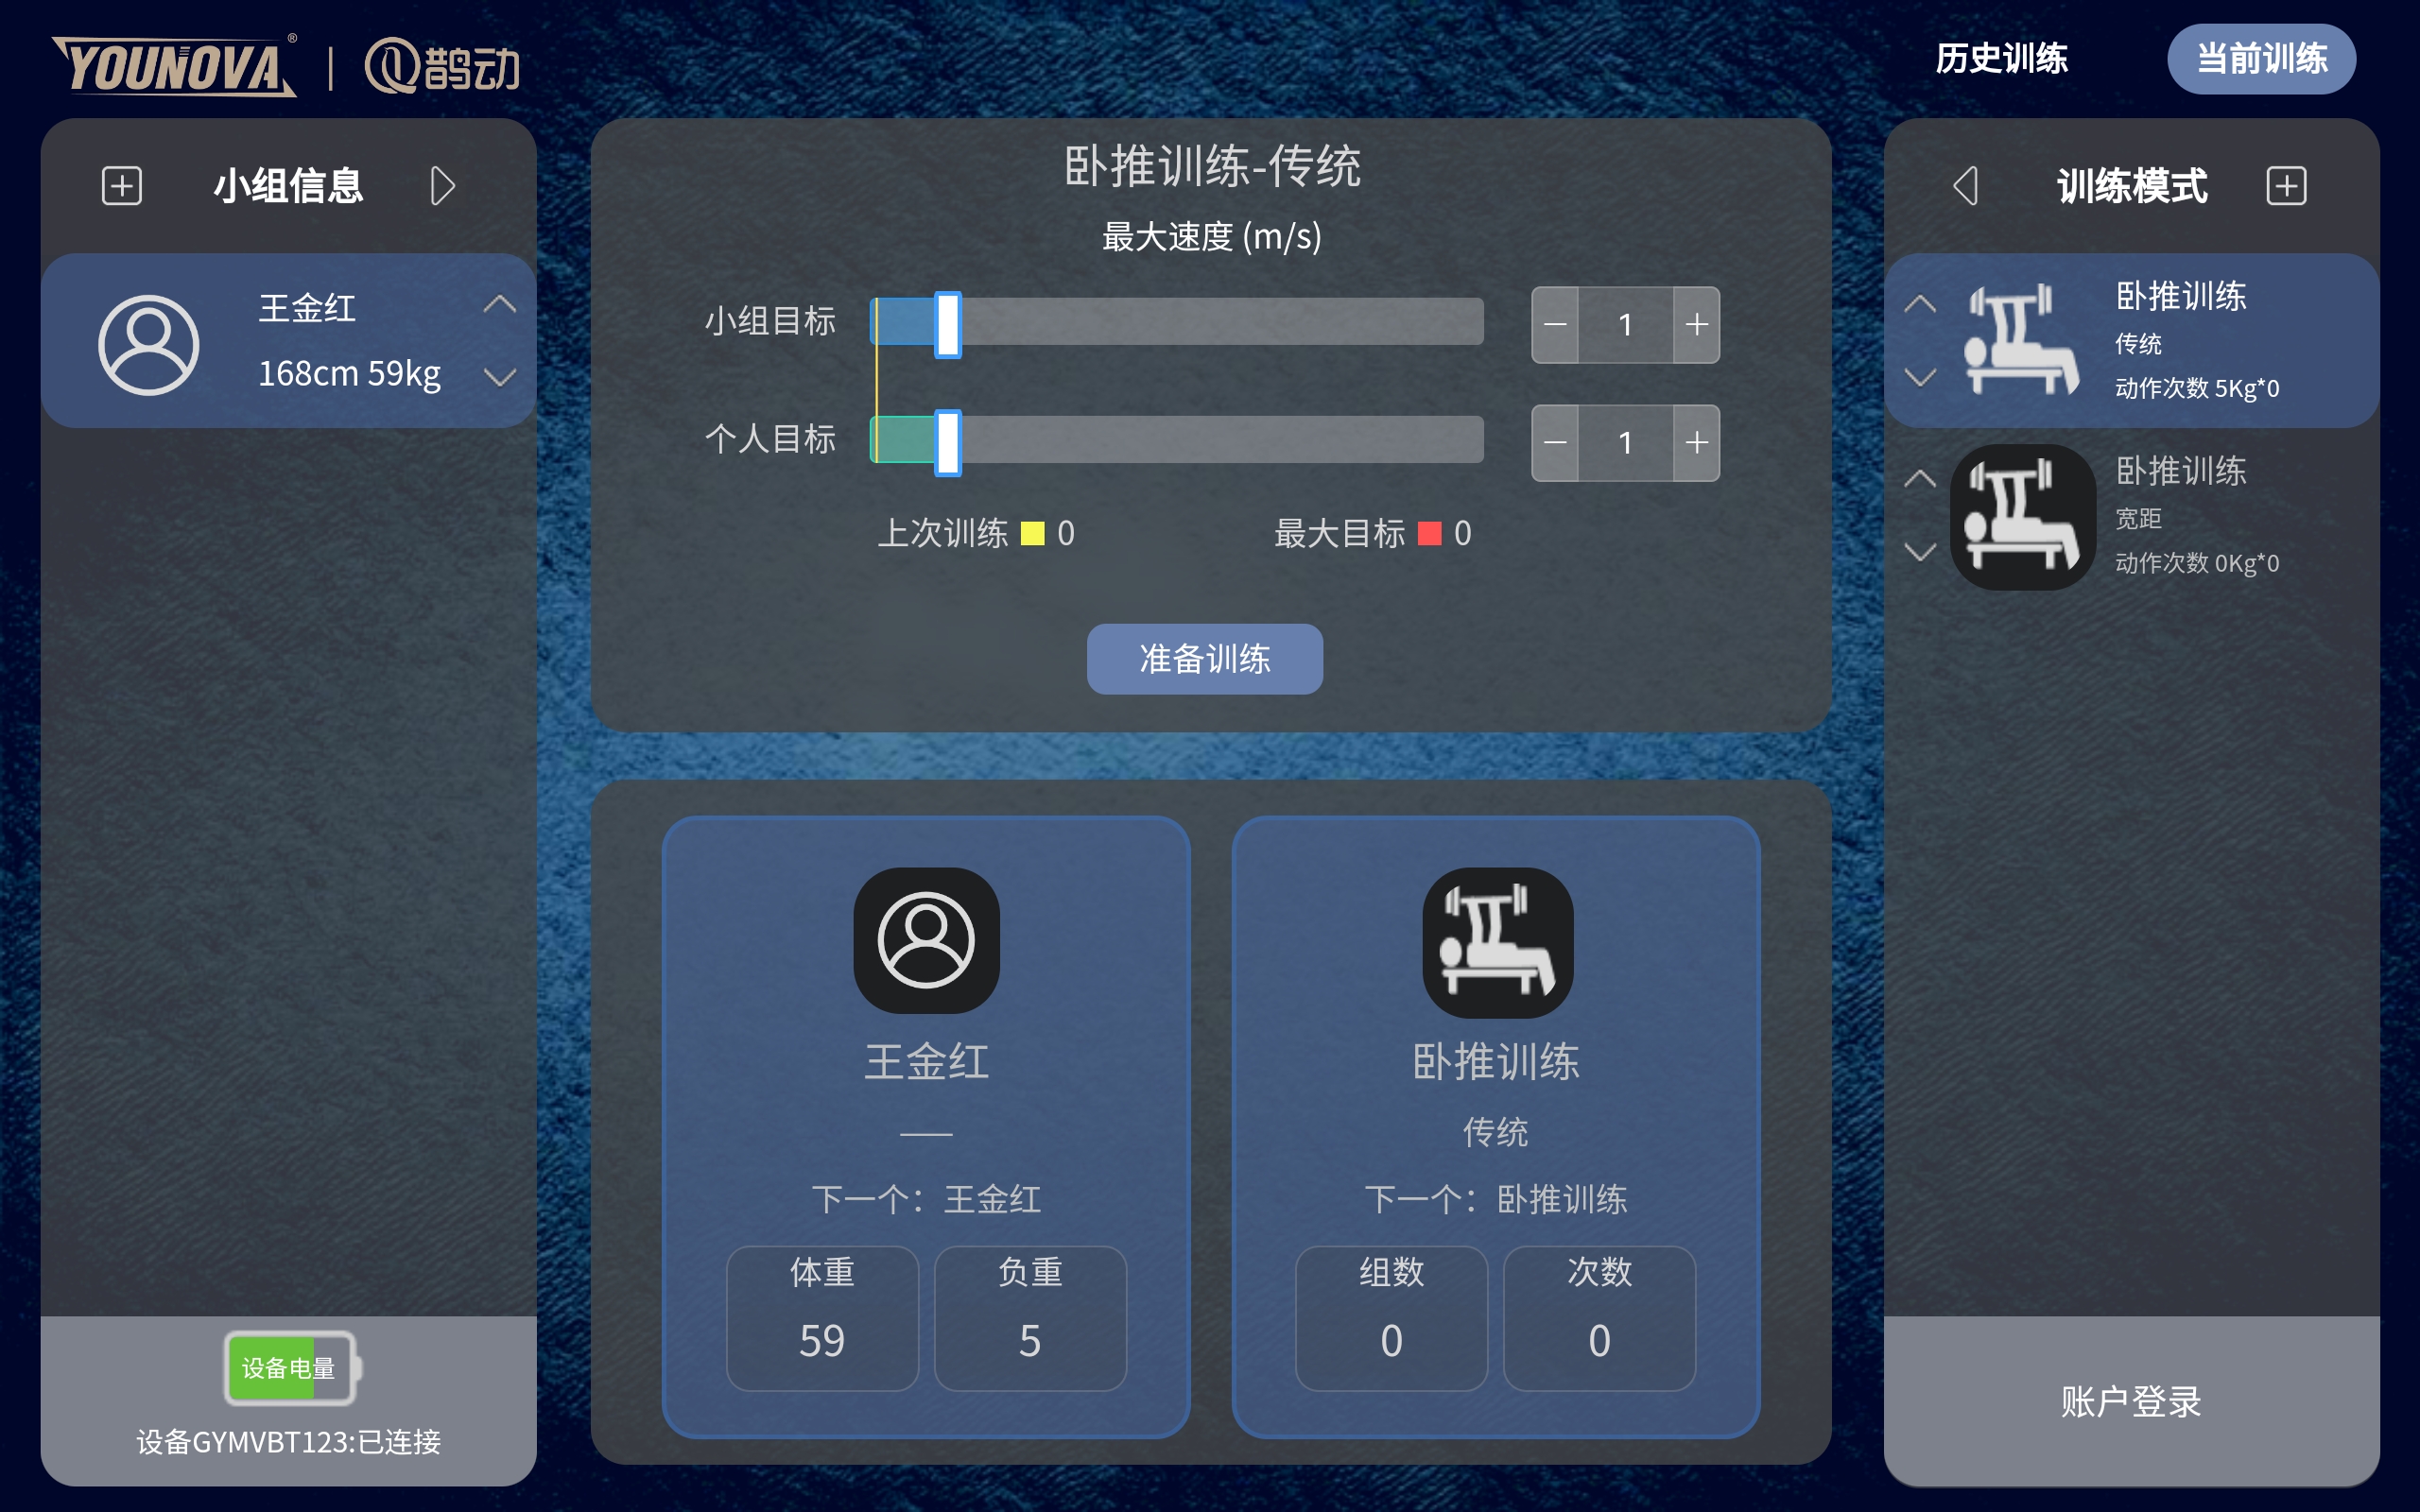 YOUNOVA® | 鹊动
历史训练
当前训练
小组信息
王金红
168cm 59kg
设备电量
设备GYMVBT123:已连接
卧推训练-传统
最大速度 (m/s)
小组目标
1
个人目标
1
上次训练 0
最大目标 0
准备训练
王金红
——
下一个：王金红
体重
59
负重
5
卧推训练
传统
下一个：卧推训练
组数
0
次数
0
训练模式
卧推训练
传统
动作次数 5Kg*0
卧推训练
宽距
动作次数 0Kg*0
账户登录